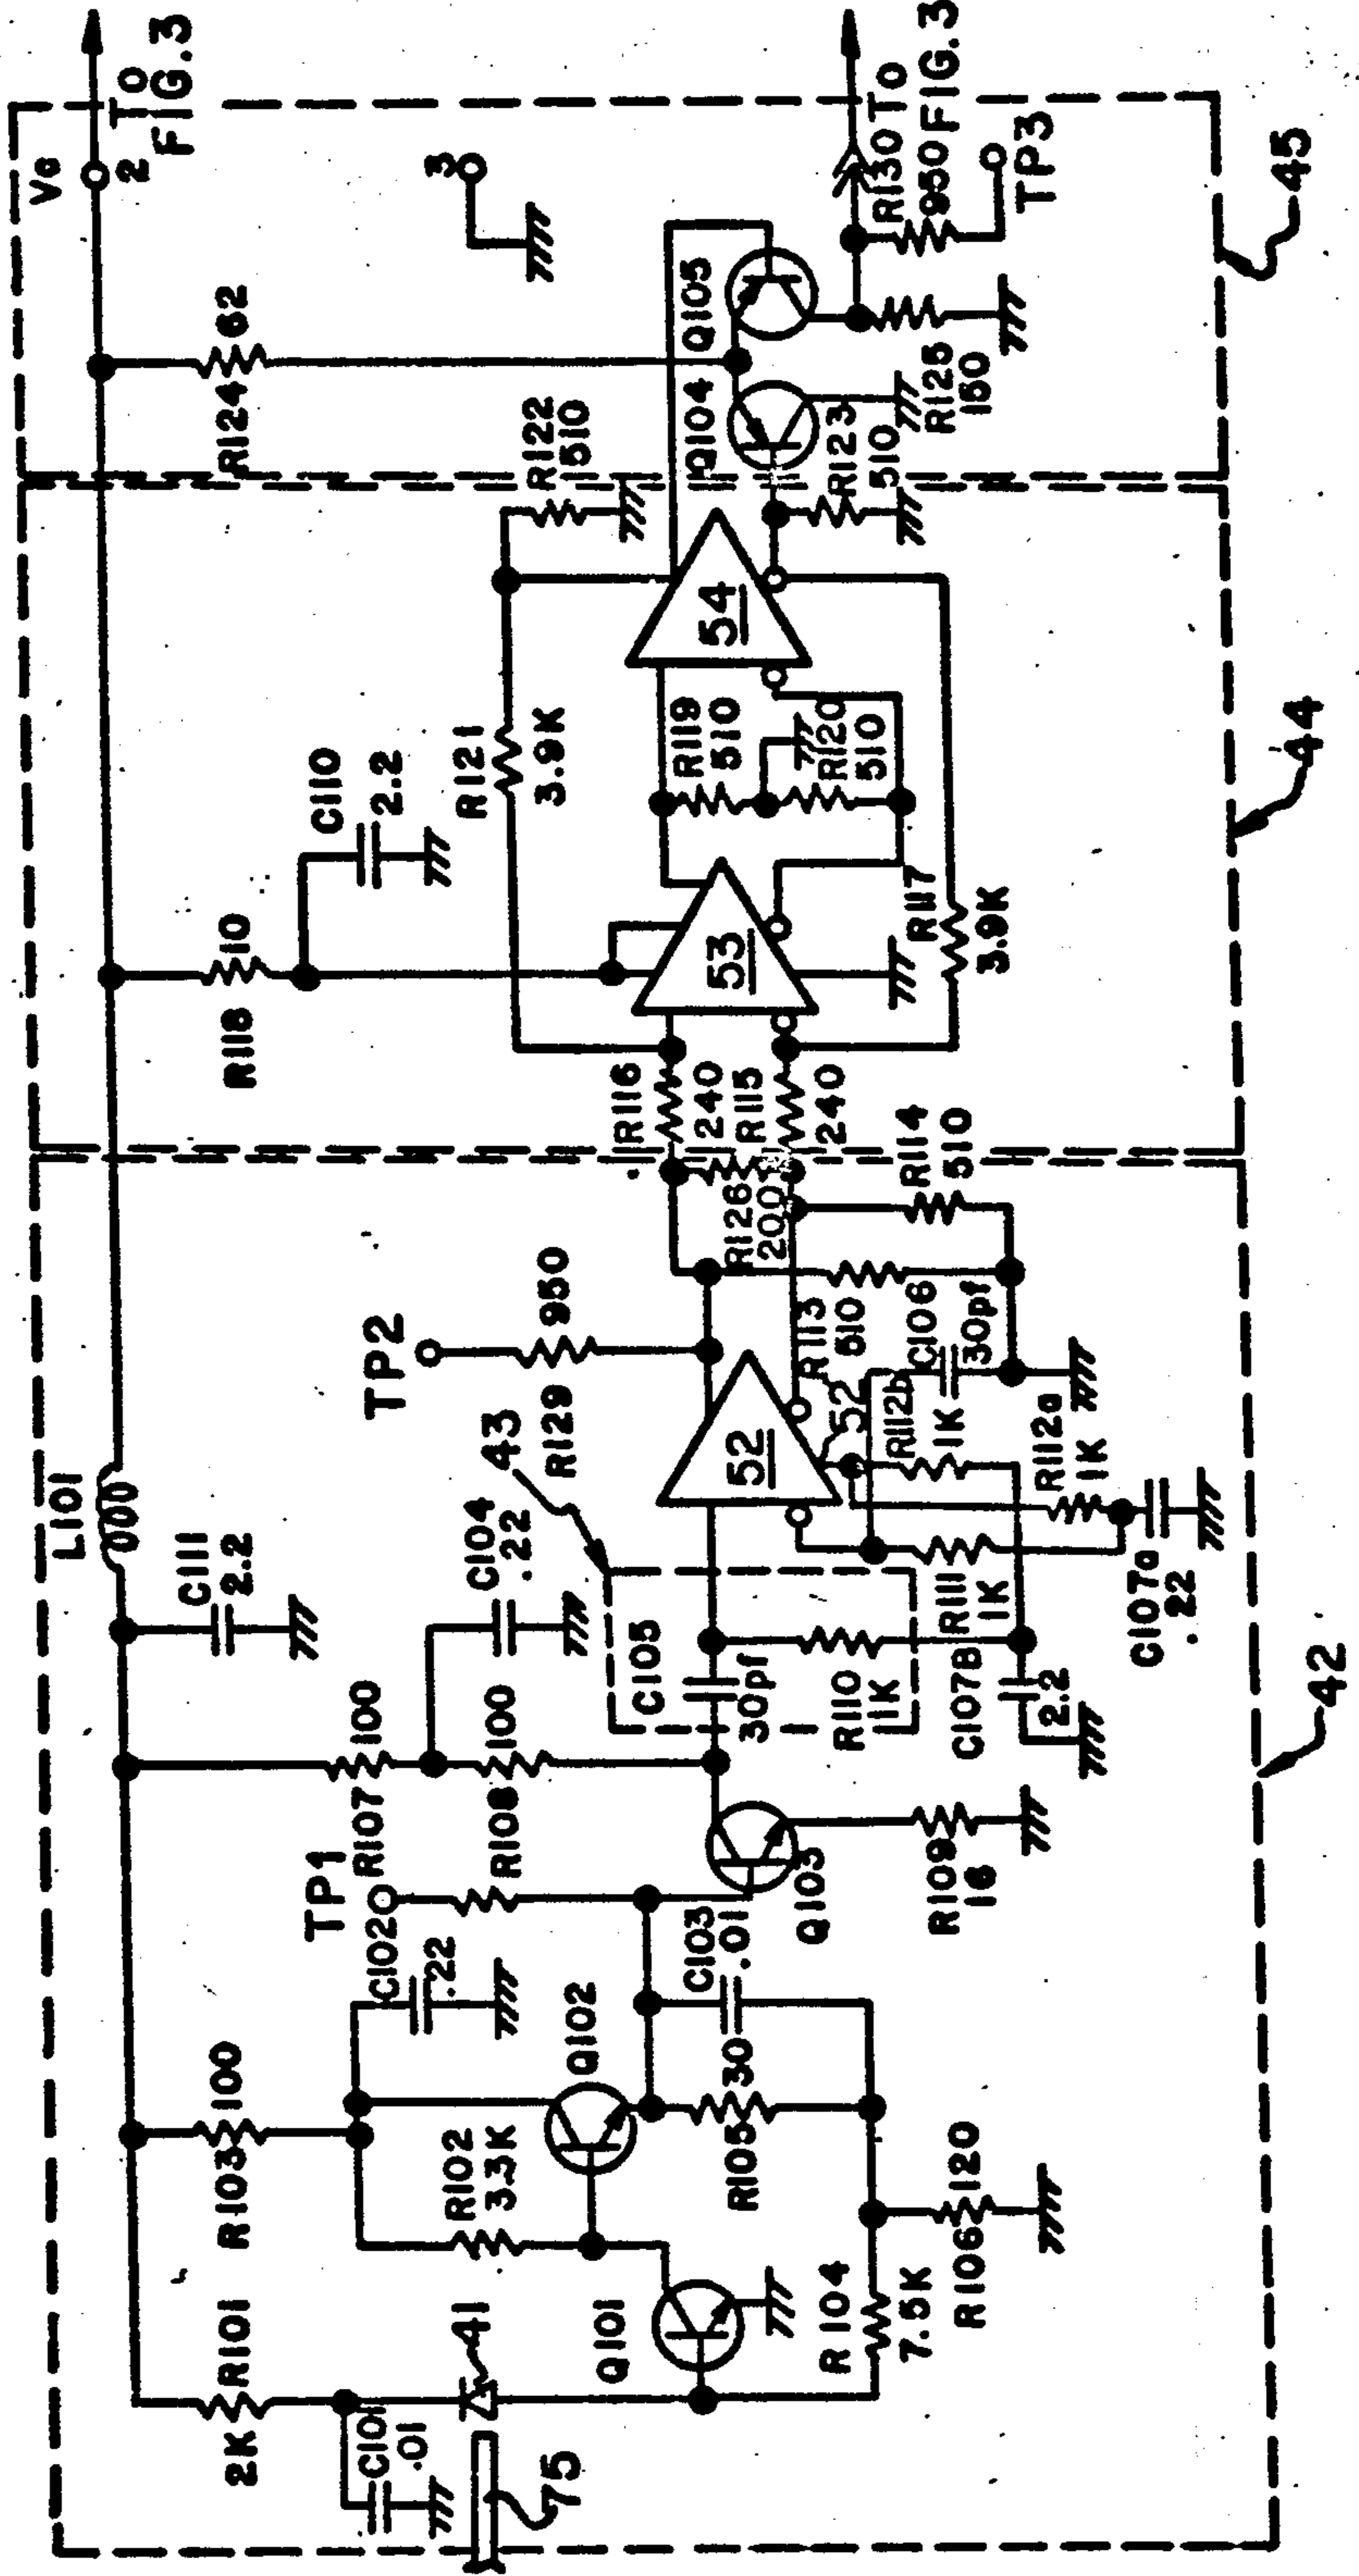 Vc
2
TO
FIG.3
3
R124 62
R122
510
Q104
Q105
R123
510
R125
150
R130
950
TO
FIG.3
TP3
45
C110
2.2
R118
10
R121
3.9K
54
R119
510
R120
510
53
R117
3.9K
R116
240
R115
240
44
L101
C111
2.2
TP2
950
R129
43
C104
.22
R126
200
R114
510
R113
510
52
52
C106
30pf
R112b
1K
R112a
1K
R111
1K
C107a
.22
C105
30pf
R110
1K
C107B
2.2
R107
100
R108
100
TP1
Q103
R109
16
42
R103
100
C102
.22
Q102
R102
3.3K
C103
.01
R105
30
R101
2K
C101
.01
41
75
Q101
R104
7.5K
R106
120